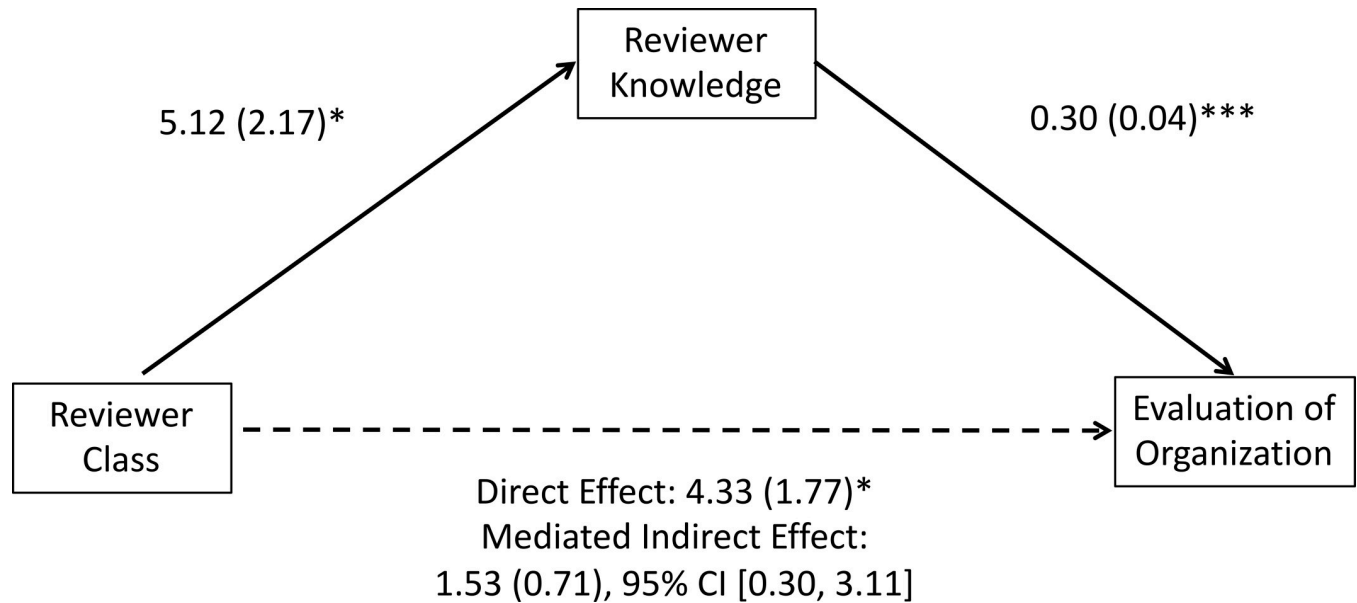 Reviewer
Knowledge
5.12 (2.17)*
0.30 (0.04)***
Reviewer
Class
Evaluation of
Organization
Direct Effect: 4.33 (1.77)*
Mediated Indirect Effect:
1.53 (0.71), 95% CI [0.30, 3.11]